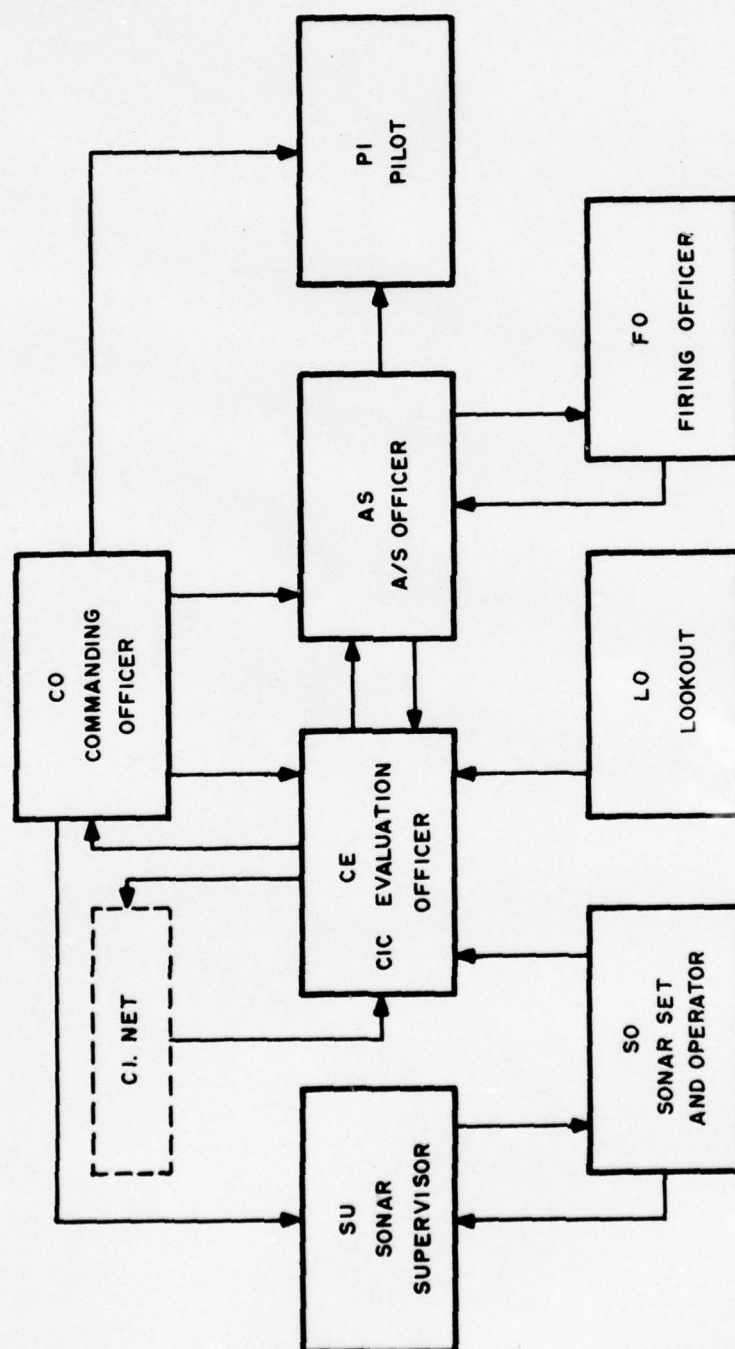 CO
COMMANDING
OFFICER
C.I. NET
SU
SONAR
SUPERVISOR
CE
CIC EVALUATION
OFFICER
AS
A/S OFFICER
PI
PILOT
SO
SONAR SET
AND OPERATOR
LO
LOOKOUT
FO
FIRING OFFICER